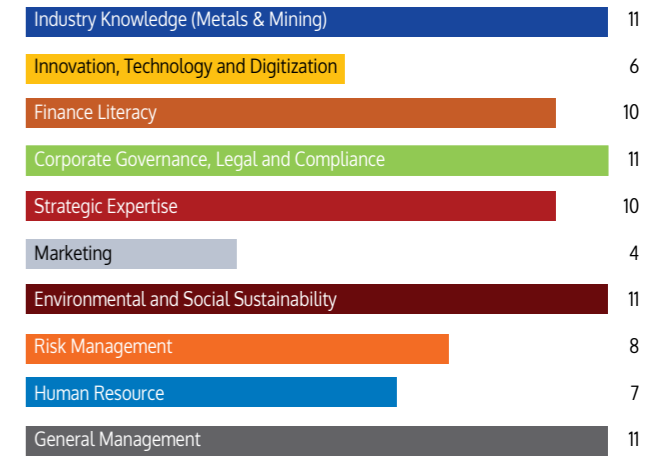 Industry Knowledge (Metals & Mining) 11
Innovation, Technology and Digitization 6
Finance Literacy 10
Corporate Governance, Legal and Compliance 11
Strategic Expertise 10
Marketing 4
Environmental and Social Sustainability 11
Risk Management 8
Human Resource 7
General Management 11